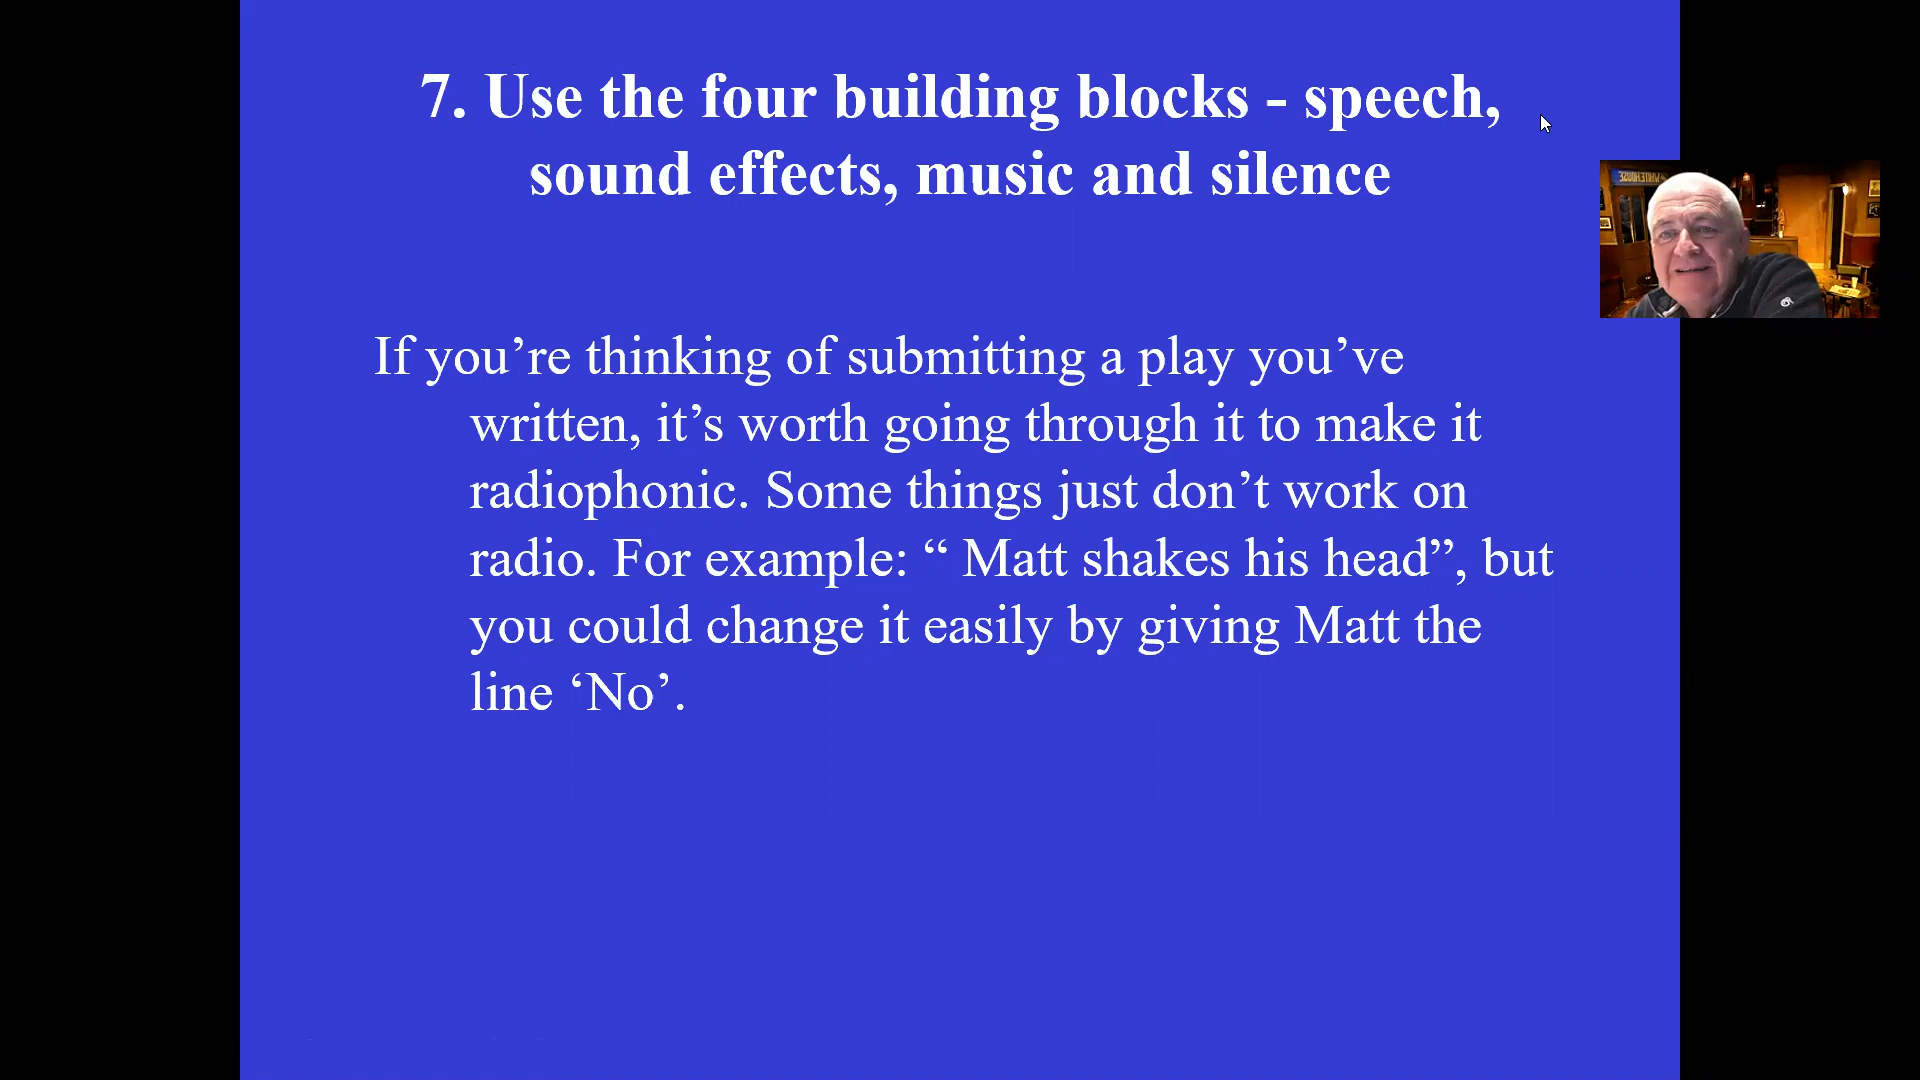 7. Use the four building blocks - speech,
sound effects, music and silence
If you’re thinking of submitting a play you’ve
written, it’s worth going through it to make it
radiophonic. Some things just don’t work on
radio. For example: “ Matt shakes his head”, but
you could change it easily by giving Matt the
line ‘No’.